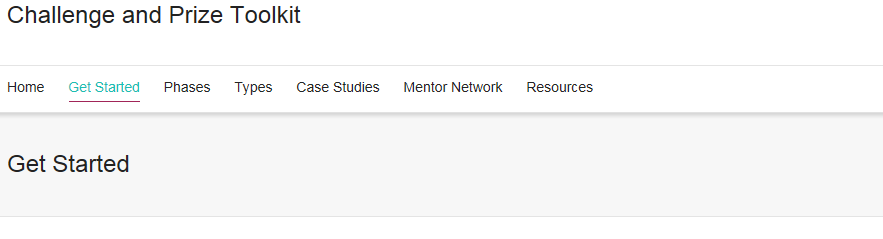 Challenge and Prize Toolkit
Home Get Started Phases Types Case Studies Mentor Network Resources
Get Started